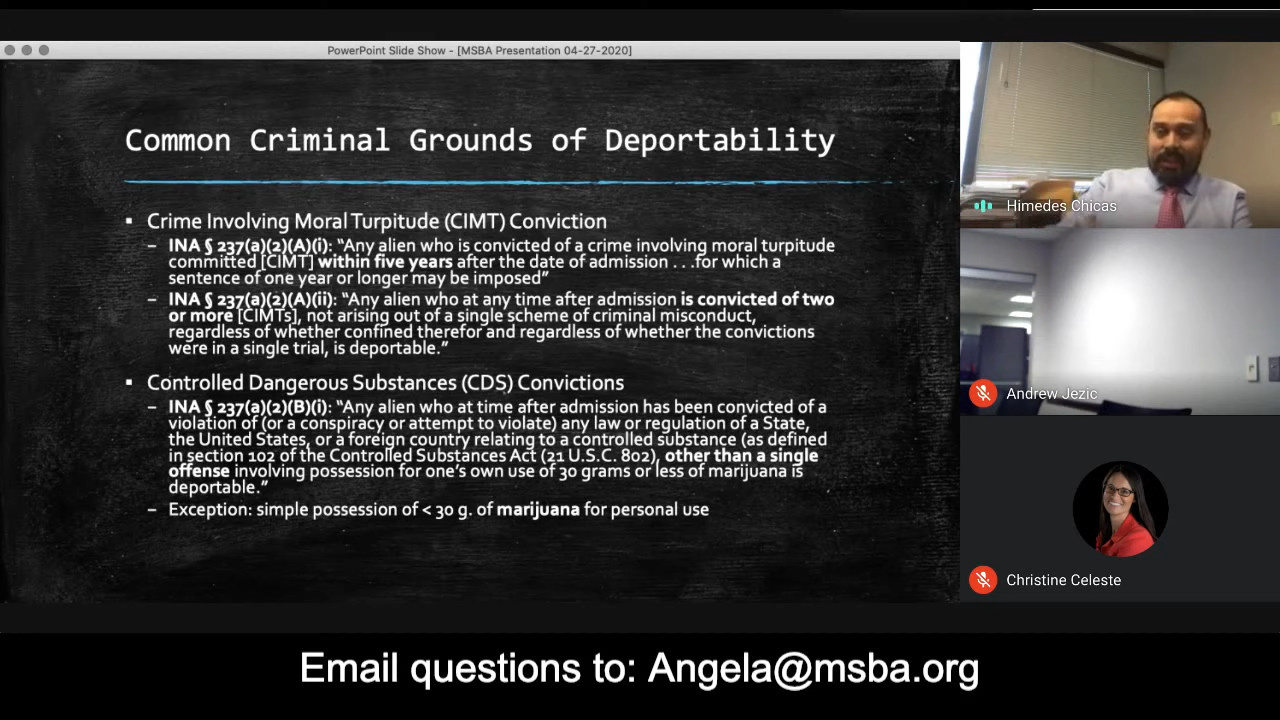 PowerPoint Slide Show - [MSBA Presentation 04-27-2020]
Common Criminal Grounds of Deportability
▪ Crime Involving Moral Turpitude (CIMT) Conviction
– INA § 237(a)(2)(A)(i): “Any alien who is convicted of a crime involving moral turpitude
committed [CIMT] within five years after the date of admission . . .for which a
sentence of one year or longer may be imposed”
– INA § 237(a)(2)(A)(ii): “Any alien who at any time after admission is convicted of two
or more [CIMTs], not arising out of a single scheme of criminal misconduct,
regardless of whether confined therefor and regardless of whether the convictions
were in a single trial, is deportable.”
▪ Controlled Dangerous Substances (CDS) Convictions
– INA § 237(a)(2)(B)(i): “Any alien who at time after admission has been convicted of a
violation of (or a conspiracy or attempt to violate) any law or regulation of a State,
the United States, or a foreign country relating to a controlled substance (as defined
in section 102 of the Controlled Substances Act (21 U.S.C. 802), other than a single
offense involving possession for one’s own use of 30 grams or less of marijuana is
deportable.”
– Exception: simple possession of < 30 g. of marijuana for personal use
Himedes Chicas
Andrew Jezic
Christine Celeste
Email questions to: Angela@msba.org